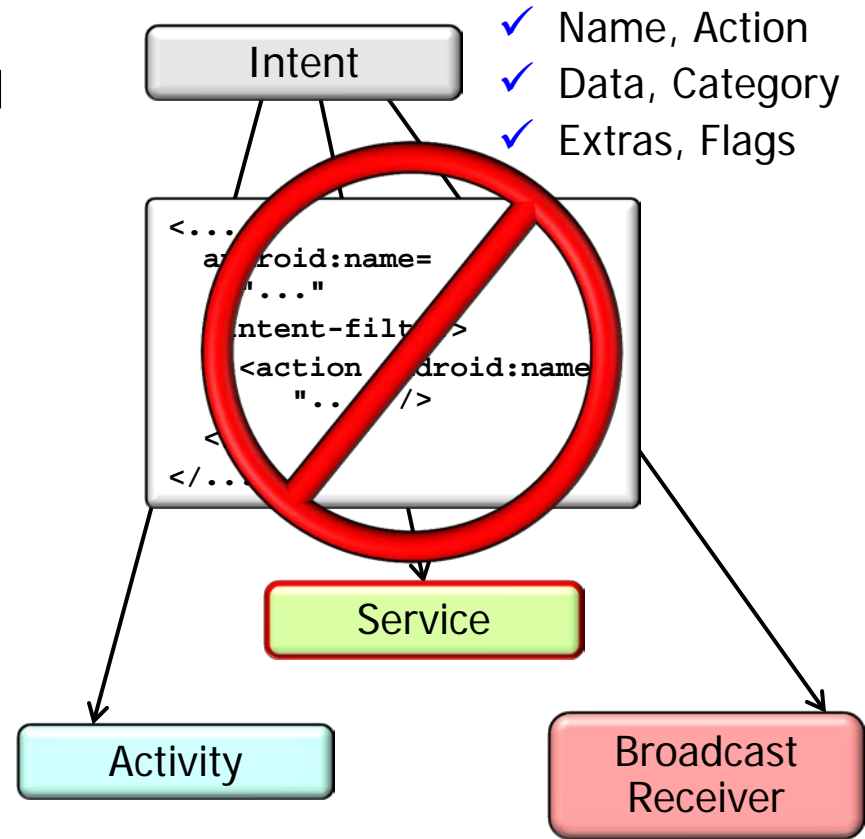 Intent
Name, Action
Data, Category
Extras, Flags
<...
android:name=
"..."
intent-filter>
<action android:name
"... />
<
</...
Service
Activity
Broadcast
Receiver